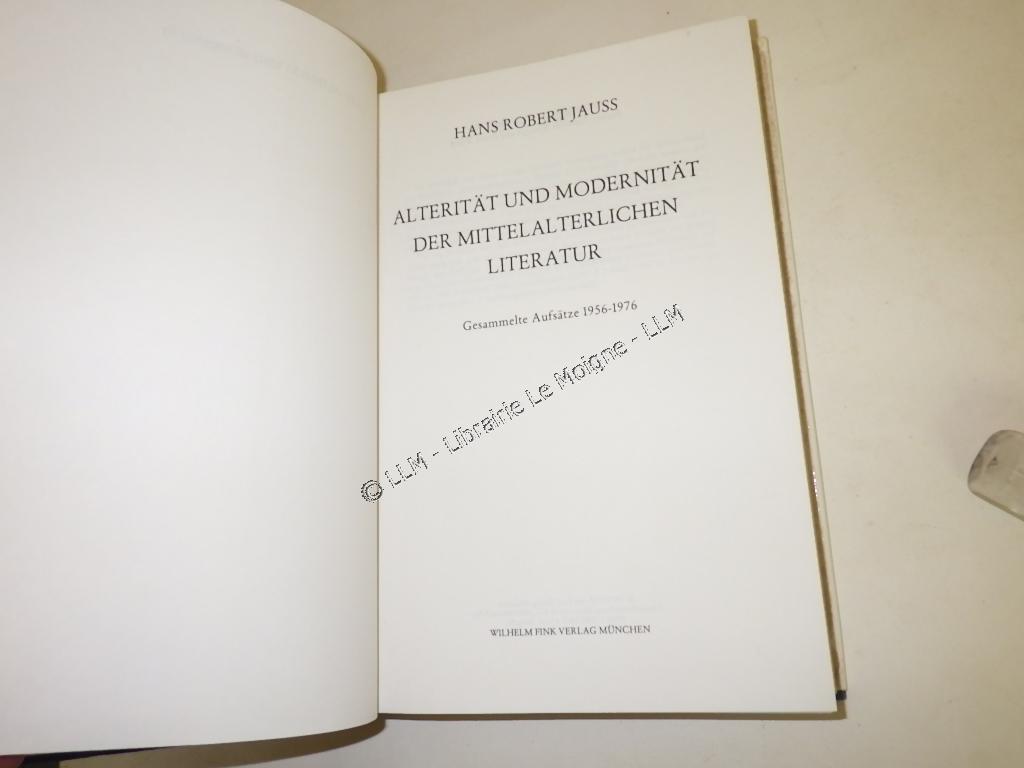 HANS ROBERT JAUSS
ALTERITÄT UND MODERNITÄT
DER MITTELALTERLICHEN
LITERATUR
Gesammelte Aufsätze 1956-1976
© LLM - Librairie Le Moigne - LLM
WILHELM FINK VERLAG MÜNCHEN